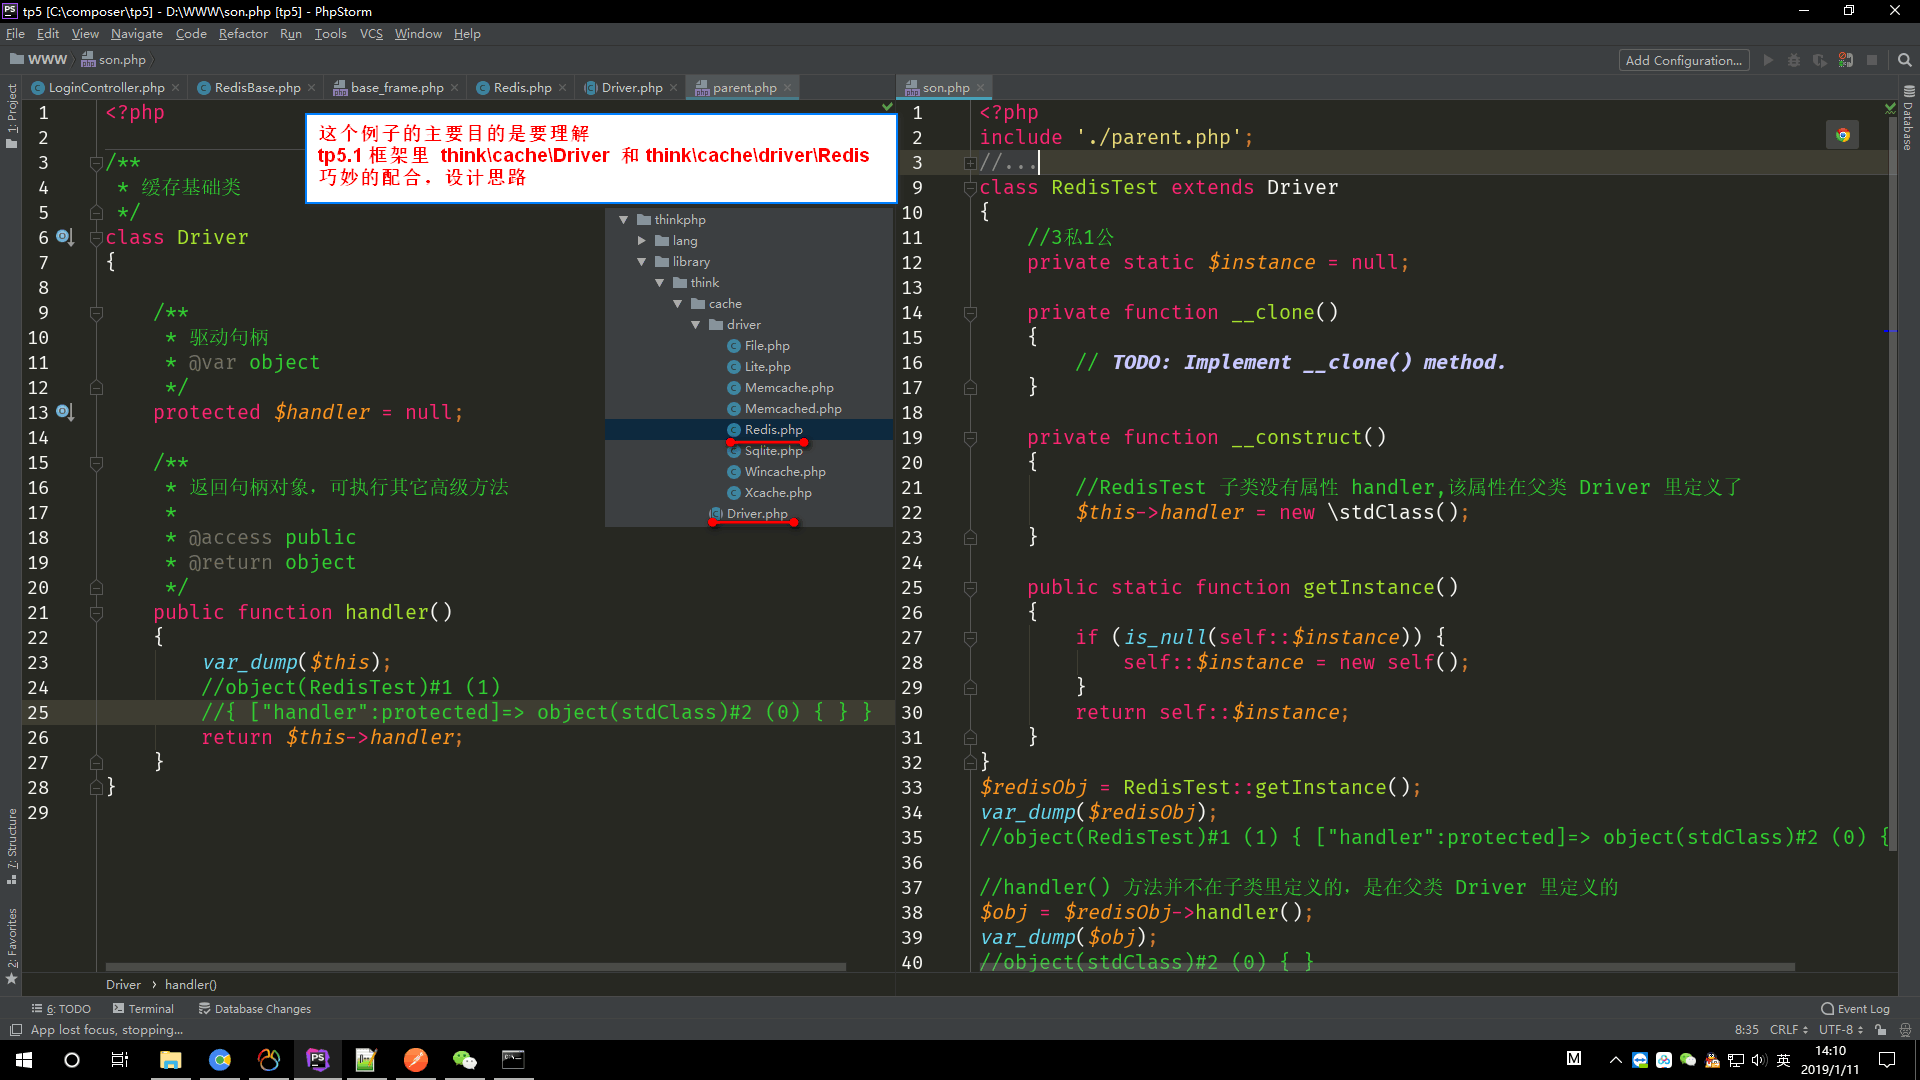 tp5 [C:\composer\tp5] - D:\WWW\son.php [tp5] - PhpStorm
File Edit View Navigate Code Refactor Run Tools VCS Window Help
WWW son.php
Add Configuration...
LoginController.php RedisBase.php base_frame.php Redis.php Driver.php parent.php
son.php
1: Project
7: Structure
2: Favorites
Database
1 <?php
2
3 /**
4 * 缓存基础类
5 */
6 class Driver
7 {
8
9 /**
10 * 驱动句柄
11 * @var object
12 */
13 protected $handler = null;
14
15 /**
16 * 返回句柄对象，可执行其它高级方法
17 *
18 * @access public
19 * @return object
20 */
21 public function handler()
22 {
23 var_dump($this);
24 //object(RedisTest)#1 (1)
25 //{ ["handler":protected]=> object(stdClass)#2 (0) { } }
26 return $this->handler;
27 }
28 }
29
这个例子的主要目的是要理解
tp5.1 框架里 think\cache\Driver 和 think\cache\driver\Redis
巧妙的配合，设计思路
thinkphp
lang
library
think
cache
driver
File.php
Lite.php
Memcache.php
Memcached.php
Redis.php
Sqlite.php
Wincache.php
Xcache.php
Driver.php
1 <?php
2 include './parent.php';
3 //...
9 class RedisTest extends Driver
10 {
11 //3私1公
12 private static $instance = null;
13
14 private function __clone()
15 {
16 // TODO: Implement __clone() method.
17 }
18
19 private function __construct()
20 {
21 //RedisTest 子类没有属性 handler,该属性在父类 Driver 里定义了
22 $this->handler = new \stdClass();
23 }
24
25 public static function getInstance()
26 {
27 if (is_null(self::$instance)) {
28 self::$instance = new self();
29 }
30 return self::$instance;
31 }
32 }
33 $redisObj = RedisTest::getInstance();
34 var_dump($redisObj);
35 //object(RedisTest)#1 (1) { ["handler":protected]=> object(stdClass)#2 (0) {
36
37 //handler() 方法并不在子类里定义的，是在父类 Driver 里定义的
38 $obj = $redisObj->handler();
39 var_dump($obj);
40 //object(stdClass)#2 (0) { }
Driver › handler()
6: TODO Terminal Database Changes
Event Log
App lost focus, stopping...
8:35 CRLF UTF-8
M
英
14:10
2019/1/11